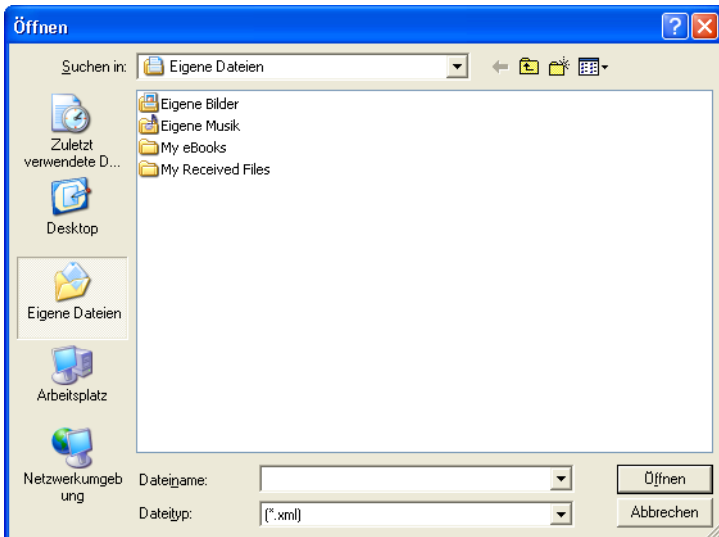 Öffnen
Suchen in:
Eigene Dateien
Zuletzt
verwendete D...
Desktop
Eigene Dateien
Arbeitsplatz
Netzwerkumgeb
ung
Eigene Bilder
Eigene Musik
My eBooks
My Received Files
Dateiname:
Öffnen
Dateityp:
(*.xml)
Abbrechen